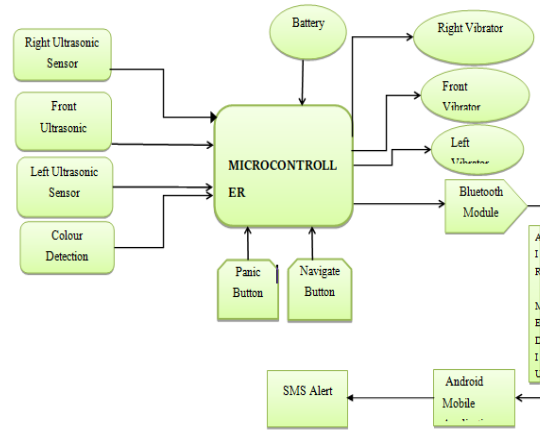 Battery
Right Ultrasonic
Sensor
Right Vibrator
Front
Ultrasonic
Front
Vibrator
MICROCONTROLL
ER
Left
Vibrator
Left Ultrasonic
Sensor
Bluetooth
Module
Colour
Detection
Panic
Button
Navigate
Button
A
I
R
M
E
D
I
U
SMS Alert
Android
Mobile